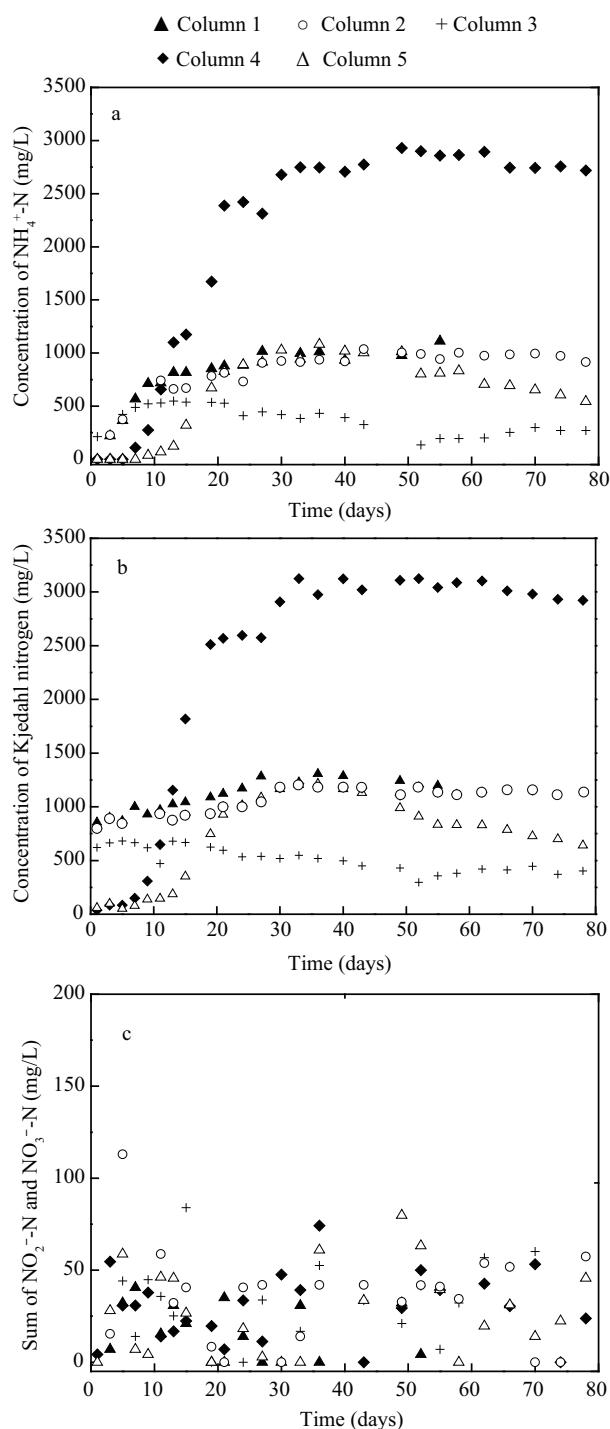 Column 1 Column 2 Column 3
Column 4 Column 5
a
3500
3000
2500
2000
1500
1000
500
0
Concentration of NH₄⁺-N (mg/L)
0 10 20 30 40 50 60 70 80
Time (days)
b
3500
3000
2500
2000
1500
1000
500
0
Concentration of Kjedahl nitrogen (mg/L)
0 10 20 30 40 50 60 70 80
Time (days)
c
200
150
100
50
0
Sum of NO₂⁻-N and NO₃⁻-N (mg/L)
0 10 20 30 40 50 60 70 80
Time (days)